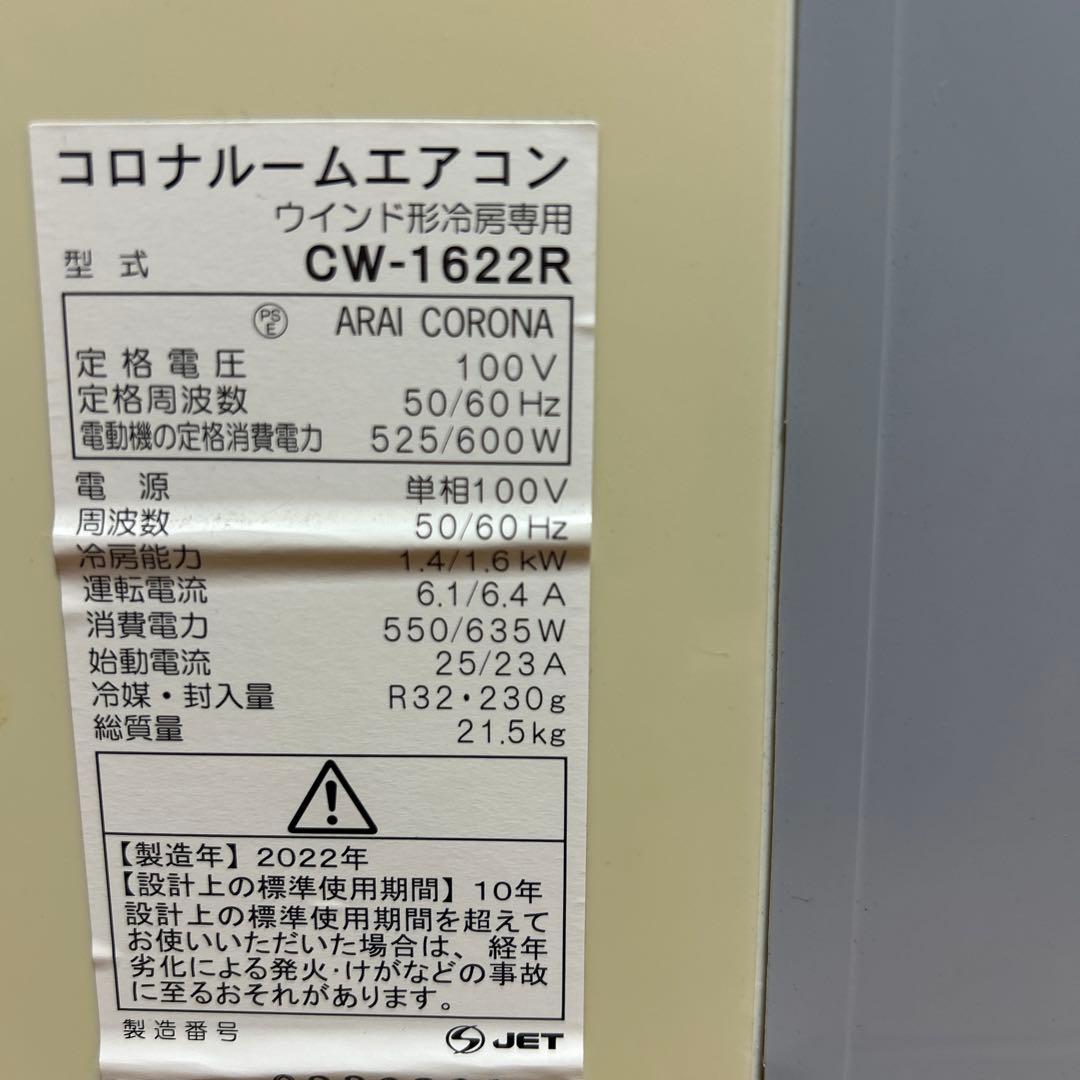 コロナルームエアコン
ウインド形冷房専用
型式 CW-1622R
PSE ARAI CORONA
定格電圧 100V
定格周波数 50/60Hz
電動機の定格消費電力 525/600W
電源 単相100V
周波数 50/60Hz
冷房能力 1.4/1.6kW
運転電流 6.1/6.4 A
消費電力 550/635W
始動電流 25/23A
冷媒・封入量 R32・230g
総質量 21.5kg
【製造年】2022年
【設計上の標準使用期間】10年
設計上の標準使用期間を超えて
お使いいただいた場合は、経年
劣化による発火・けがなどの事故
に至るおそれがあります。
製造番号 JET